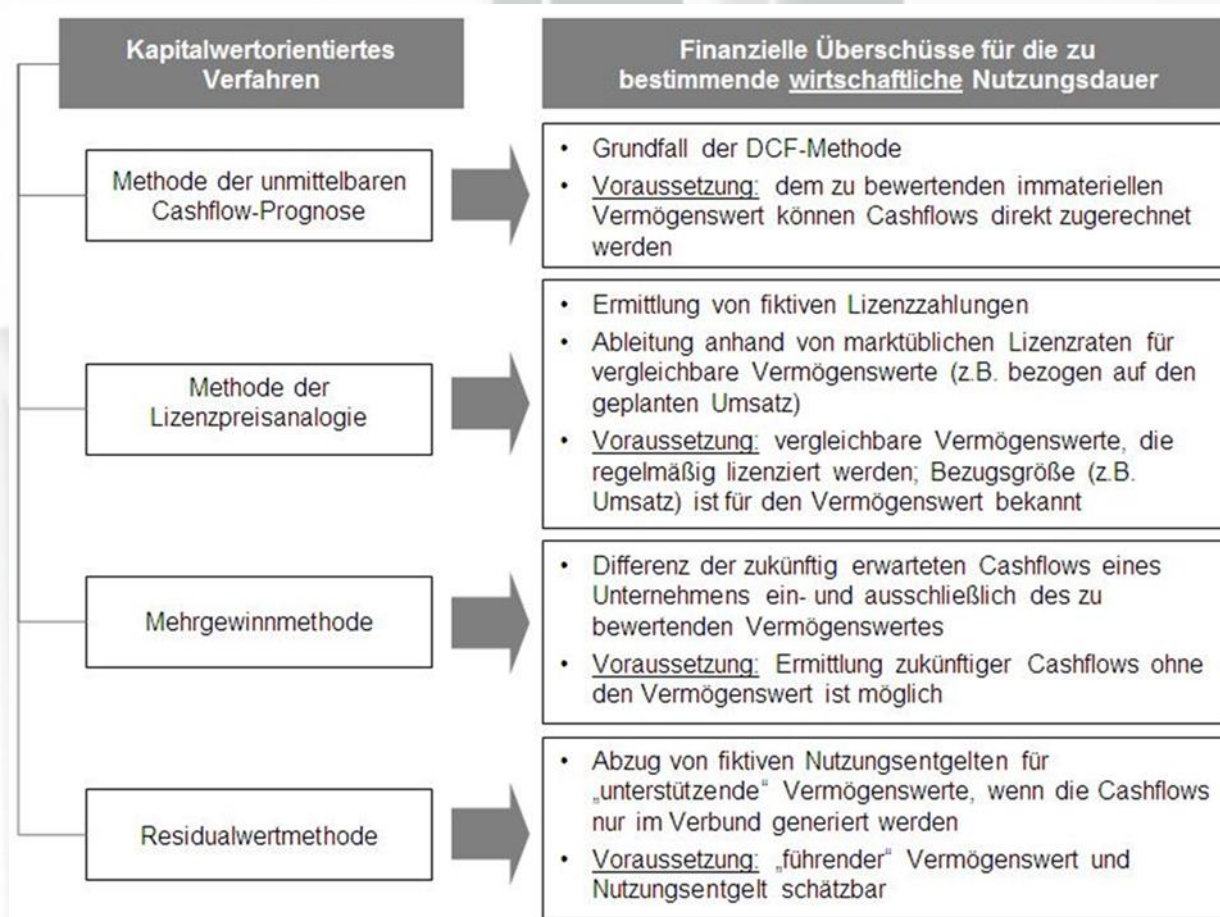 Kapitalwertorientiertes
Verfahren
Finanzielle Überschüsse für die zu
bestimmende wirtschaftliche Nutzungsdauer
Methode der unmittelbaren
Cashflow-Prognose
• Grundfall der DCF-Methode
• Voraussetzung: dem zu bewertenden immateriellen
Vermögenswert können Cashflows direkt zugerechnet
werden
Methode der
Lizenzpreisanalogie
• Ermittlung von fiktiven Lizenzzahlungen
• Ableitung anhand von marktüblichen Lizenzraten für
vergleichbare Vermögenswerte (z.B. bezogen auf den
geplanten Umsatz)
• Voraussetzung: vergleichbare Vermögenswerte, die
regelmäßig lizenziert werden; Bezugsgröße (z.B.
Umsatz) ist für den Vermögenswert bekannt
Mehrgewinnmethode
• Differenz der zukünftig erwarteten Cashflows eines
Unternehmens ein- und ausschließlich des zu
bewertenden Vermögenswertes
• Voraussetzung: Ermittlung zukünftiger Cashflows ohne
den Vermögenswert ist möglich
Residualwertmethode
• Abzug von fiktiven Nutzungsentgelten für
„unterstützende“ Vermögenswerte, wenn die Cashflows
nur im Verbund generiert werden
• Voraussetzung: „führender“ Vermögenswert und
Nutzungsentgelt schätzbar